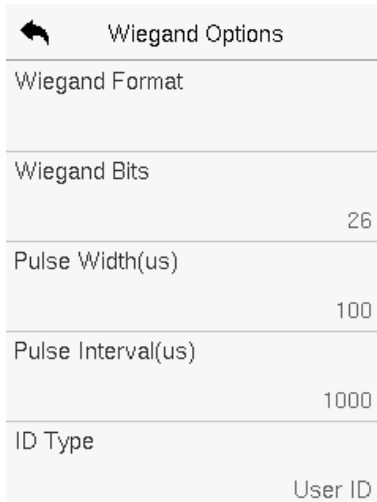 Wiegand Options
Wiegand Format
Wiegand Bits
26
Pulse Width(us)
100
Pulse Interval(us)
1000
ID Type
User ID